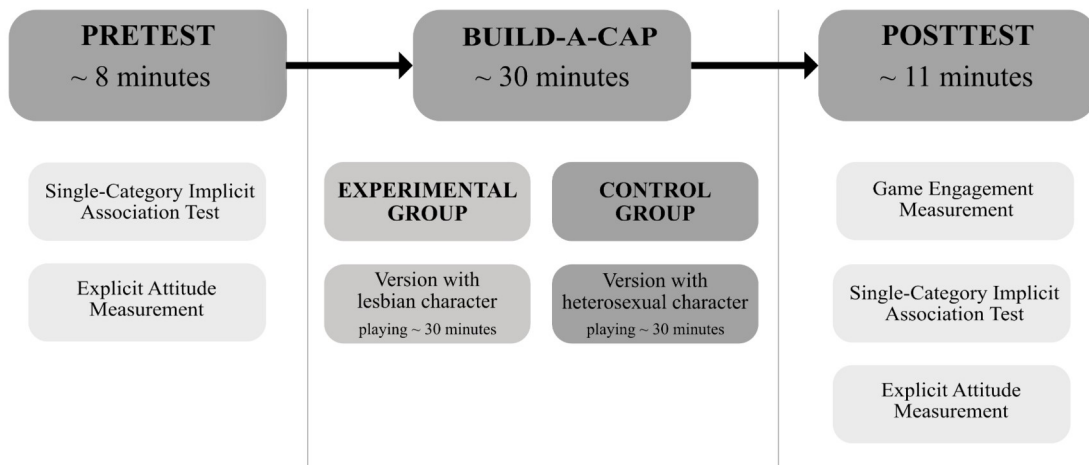 PRETEST
~ 8 minutes
Single-Category Implicit
Association Test
Explicit Attitude
Measurement
BUILD-A-CAP
~ 30 minutes
EXPERIMENTAL
GROUP
Version with
lesbian character
playing ~ 30 minutes
CONTROL
GROUP
Version with
heterosexual character
playing ~ 30 minutes
POSTTEST
~ 11 minutes
Game Engagement
Measurement
Single-Category Implicit
Association Test
Explicit Attitude
Measurement